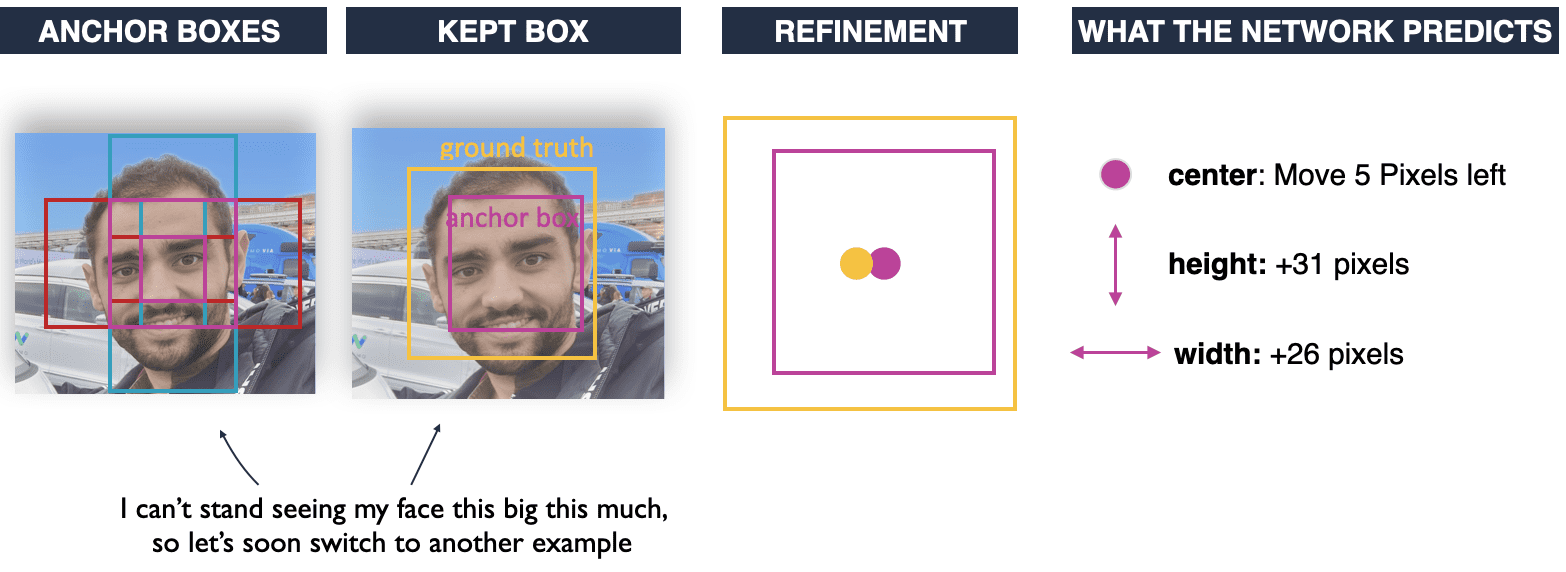 ANCHOR BOXES
KEPT BOX
REFINEMENT
WHAT THE NETWORK PREDICTS
ground truth
anchor box
center: Move 5 Pixels left
height: +31 pixels
width: +26 pixels
I can't stand seeing my face this big this much,
so let's soon switch to another example